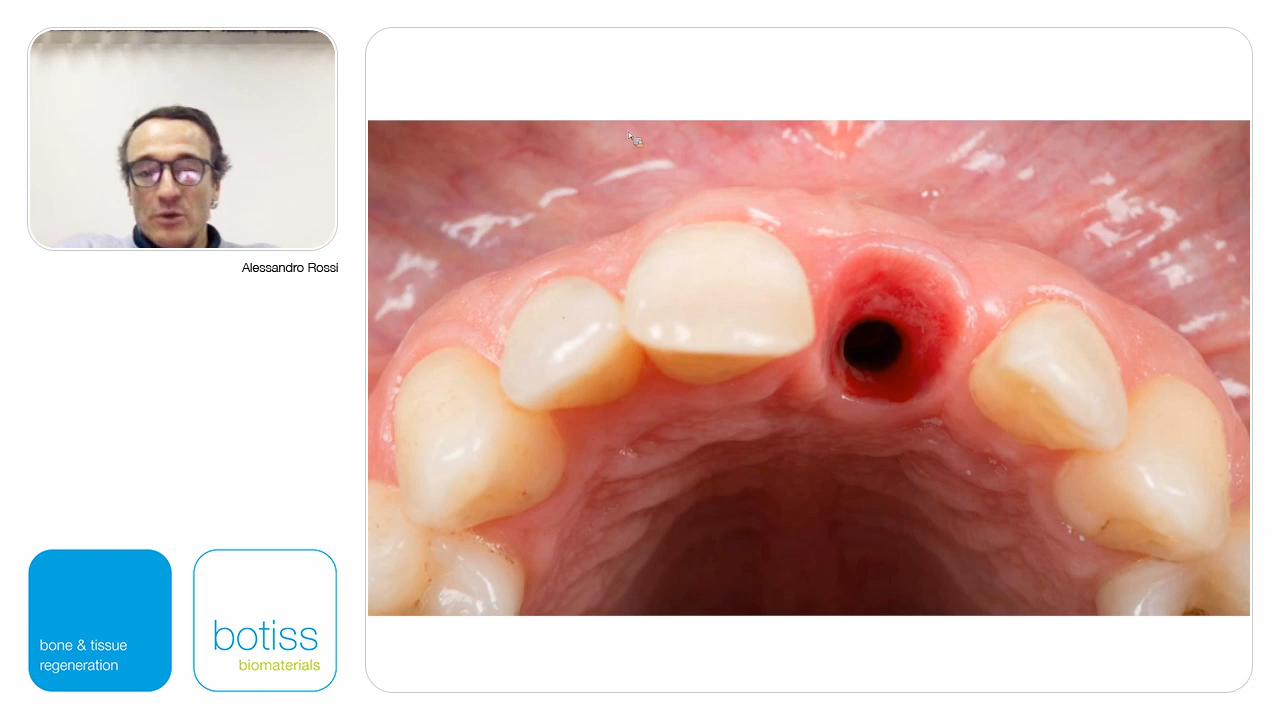 Alessandro Rossi
bone & tissue
regeneration
botiss
biomaterials